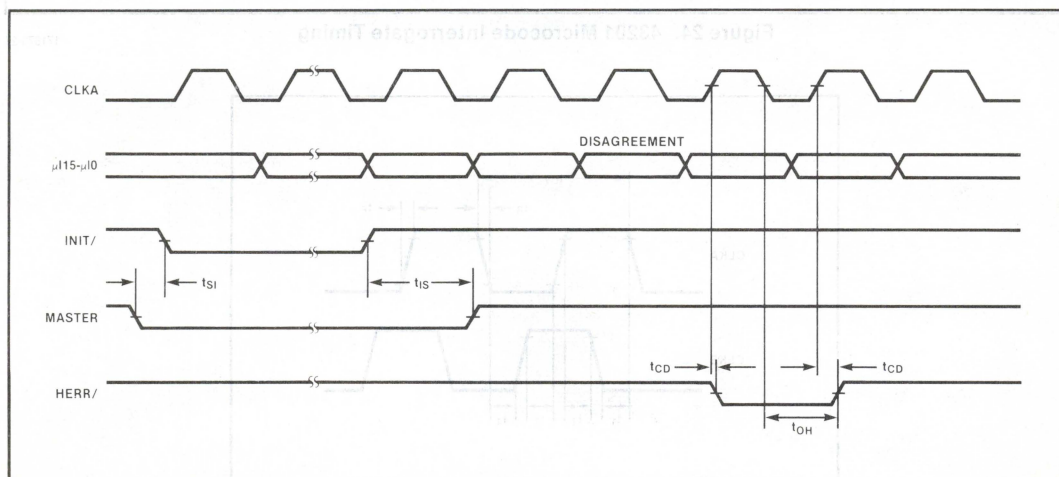 Figure 24. 43201 Microcode Interrogate Timing
CLKA
DISAGREEMENT
μI15-μI0
INIT/
tSI
tIS
MASTER
tCD
tCD
HERR/
tOH